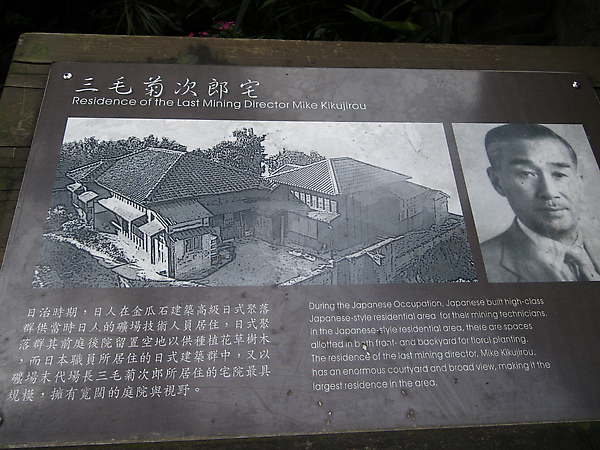 三毛菊次郎宅
Residence of the Last Mining Director Mike Kikujirou
日治時期，日人在金瓜石建築高級日式聚落
群供當時日人的礦場技術人員居住，日式聚
落群其前庭後院留置空地以供種植花草樹木
，而日本職員所居住的日式建築群中，又以
礦場末代場長三毛菊次郎所居住的宅院最具
規模，擁有寬闊的庭院與視野。
During the Japanese Occupation, Japanese built high-class
Japanese-style residential area for their mining technicians.
In the Japanese-style residential area, there are spaces
allotted in both front- and backyard for floral planting.
The residence of the last mining director, Mike Kikujirou,
has an enormous courtyard and broad view, making it the
largest residence in the area.